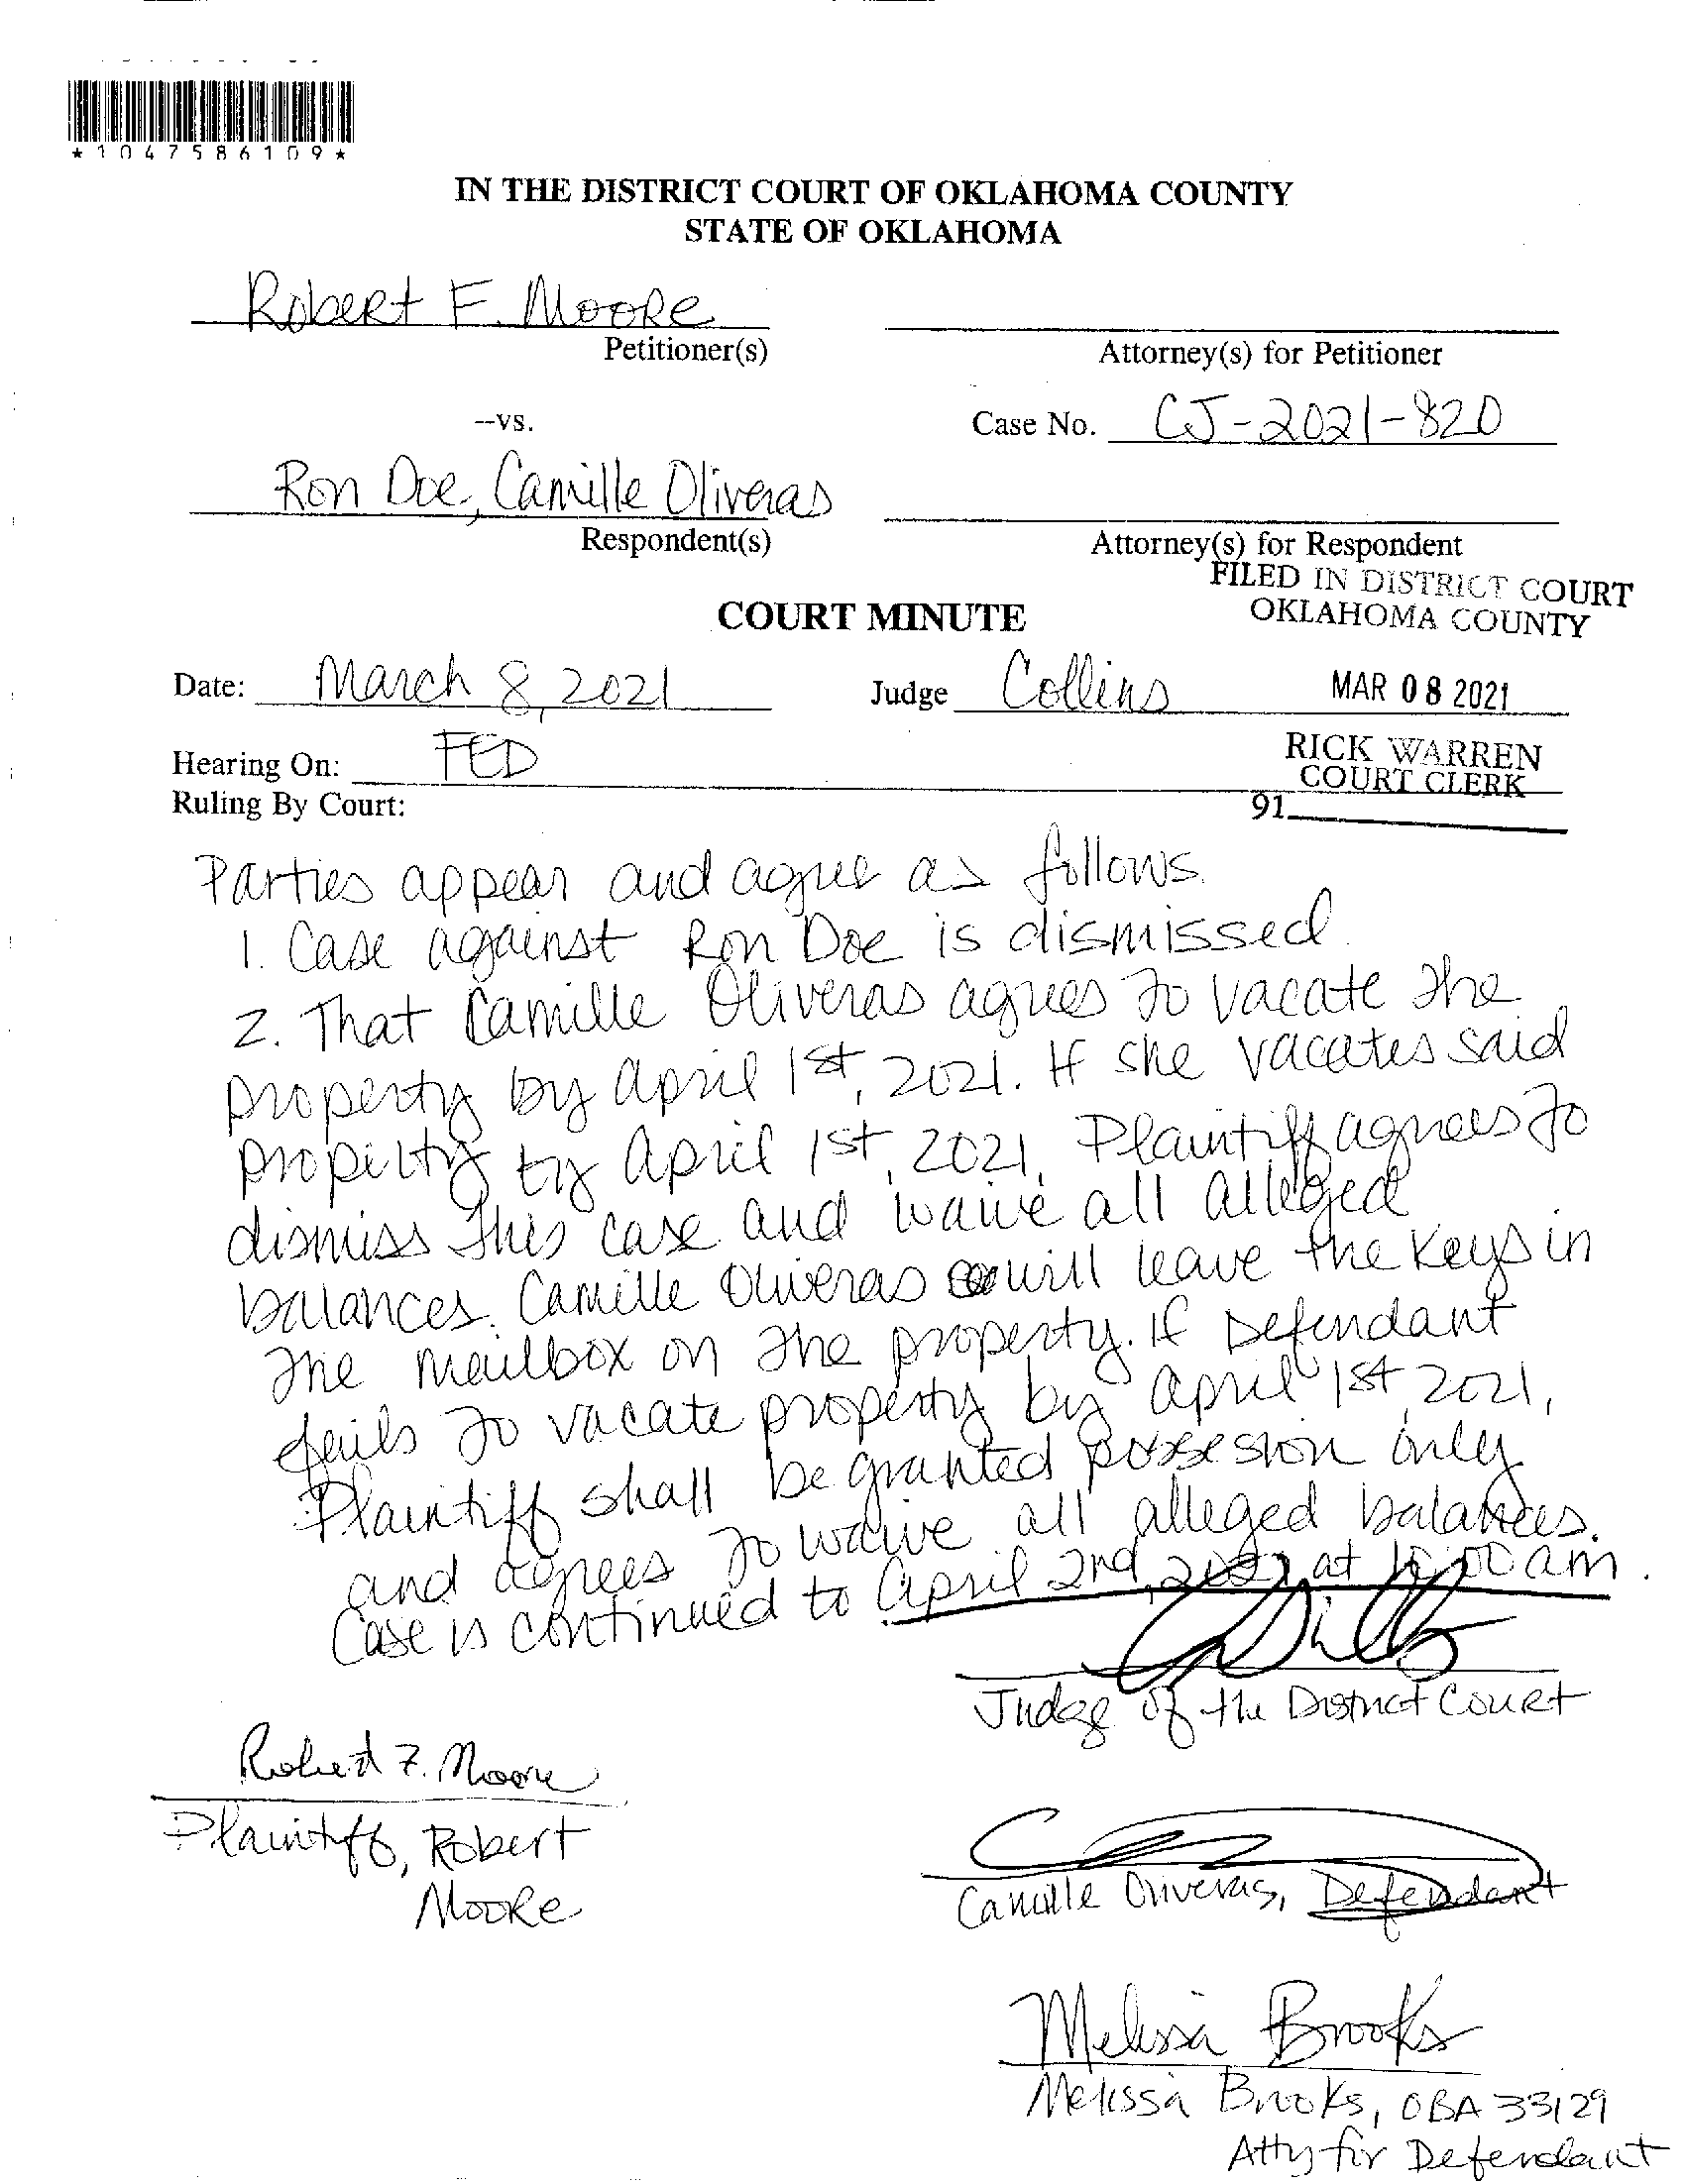 *1047586109*
IN THE DISTRICT COURT OF OKLAHOMA COUNTY
STATE OF OKLAHOMA
Robert F. Moore
Petitioner(s)
Attorney(s) for Petitioner
--vs.
Case No. CJ-2021-820
Ron Doe, Camille Oliveras
Respondent(s)
Attorney(s) for Respondent
FILED IN DISTRICT COURT
OKLAHOMA COUNTY
COURT MINUTE
Date: March 8, 2021 Judge Collins MAR 08 2021
Hearing On: FED
RICK WARREN
COURT CLERK
Ruling By Court:
91
Parties appear and agree as follows.
1. Case against Ron Doe is dismissed.
2. That Camille Oliveras agrees to vacate the
property by April 1st, 2021. If she vacates said
property by April 1st, 2021, Plaintiff agrees to
dismiss this case and waive all alleged
balances. Camille Oliveras will leave the keys in
the mailbox on the property. If Defendant
fails to vacate property by April 1st, 2021,
Plaintiff shall be granted possesion only
and agrees to waive all alleged balances.
Case is continued to April 2nd, 2021 at 10:00 am.
Judge of the District Court
Robert F. Moore
Plaintiff, Robert
Moore
Camille Oliveras, Defendant
Melissa Brooks
Melissa Brooks, OBA 33129
Atty for Defendant